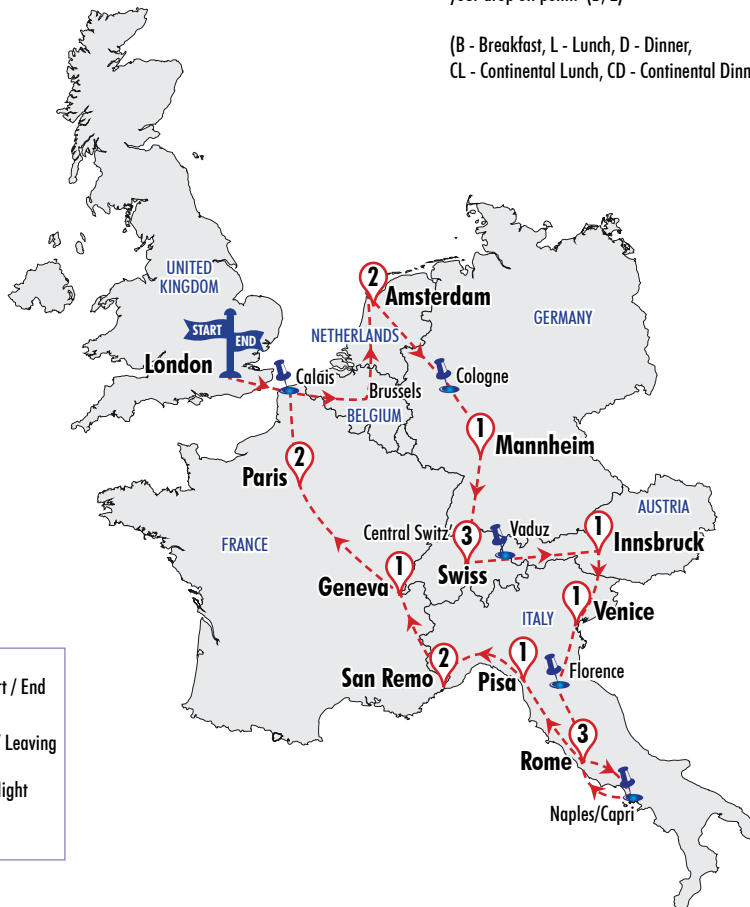 (B - Breakfast, L - Lunch, D - Dinner,
CL - Continental Lunch, CD - Continental Dinn
UNITED
KINGDOM
START
END
London
Calais
2
Amsterdam
NETHERLANDS
GERMANY
Brussels
BELGIUM
Cologne
1
Mannheim
2
Paris
FRANCE
Central Switz'
3
Swiss
Vaduz
AUSTRIA
1
Innsbruck
1
Geneva
1
Venice
ITALY
2
San Remo
1
Pisa
Florence
3
Rome
Naples/Capri
t / End
Leaving
ight